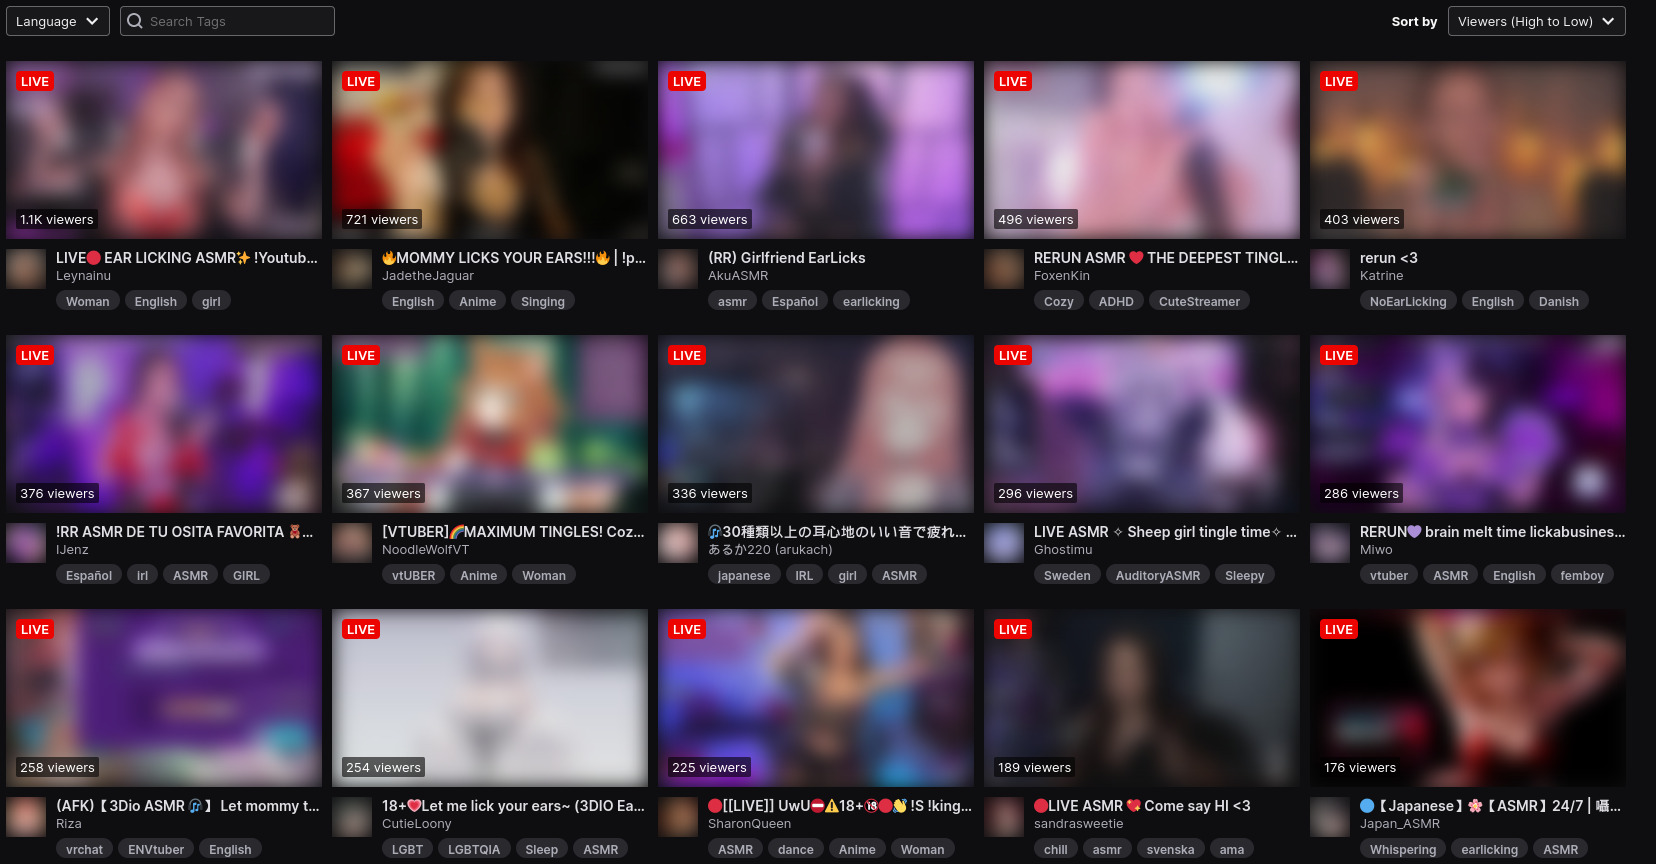 Language
Search Tags
Sort by
Viewers (High to Low)
LIVE
1.1K viewers
LIVE🔴 EAR LICKING ASMR✨ !Youtub...
Leynainu
Woman
English
girl
LIVE
721 viewers
🔥MOMMY LICKS YOUR EARS!!!🔥 | !p...
JadetheJaguar
English
Anime
Singing
LIVE
663 viewers
(RR) Girlfriend EarLicks
AkuASMR
asmr
Español
earlicking
LIVE
496 viewers
RERUN ASMR ❤️ THE DEEPEST TINGL...
FoxenKin
Cozy
ADHD
CuteStreamer
LIVE
403 viewers
rerun <3
Katrine
NoEarLicking
English
Danish
LIVE
376 viewers
!RR ASMR DE TU OSITA FAVORITA 🧸...
IJenz
Español
irl
ASMR
GIRL
LIVE
367 viewers
[VTUBER]🌈MAXIMUM TINGLES! Coz...
NoodleWolfVT
vtUBER
Anime
Woman
LIVE
336 viewers
🎧30種類以上の耳心地のいい音で疲れ...
あるか220 (arukach)
japanese
IRL
girl
ASMR
LIVE
296 viewers
LIVE ASMR ✧ Sheep girl tingle time✧ ...
Ghostimu
Sweden
AuditoryASMR
Sleepy
LIVE
286 viewers
RERUN💜 brain melt time lickabusines...
Miwo
vtuber
ASMR
English
femboy
LIVE
258 viewers
(AFK)【 3Dio ASMR 🎧 】 Let mommy t...
Riza
vrchat
ENVtuber
English
LIVE
254 viewers
18+💗Let me lick your ears~ (3DIO Ea...
CutieLoony
LGBT
LGBTQIA
Sleep
ASMR
LIVE
225 viewers
🔴[[LIVE]] UwU⛔⚠️18+🔞🔴👋 !S !king...
SharonQueen
ASMR
dance
Anime
Woman
LIVE
189 viewers
🔴LIVE ASMR 💖 Come say HI <3
sandrasweetie
chill
asmr
svenska
ama
LIVE
176 viewers
🔵【 Japanese 】🌸【 ASMR 】24/7 | 囁...
Japan_ASMR
Whispering
earlicking
ASMR